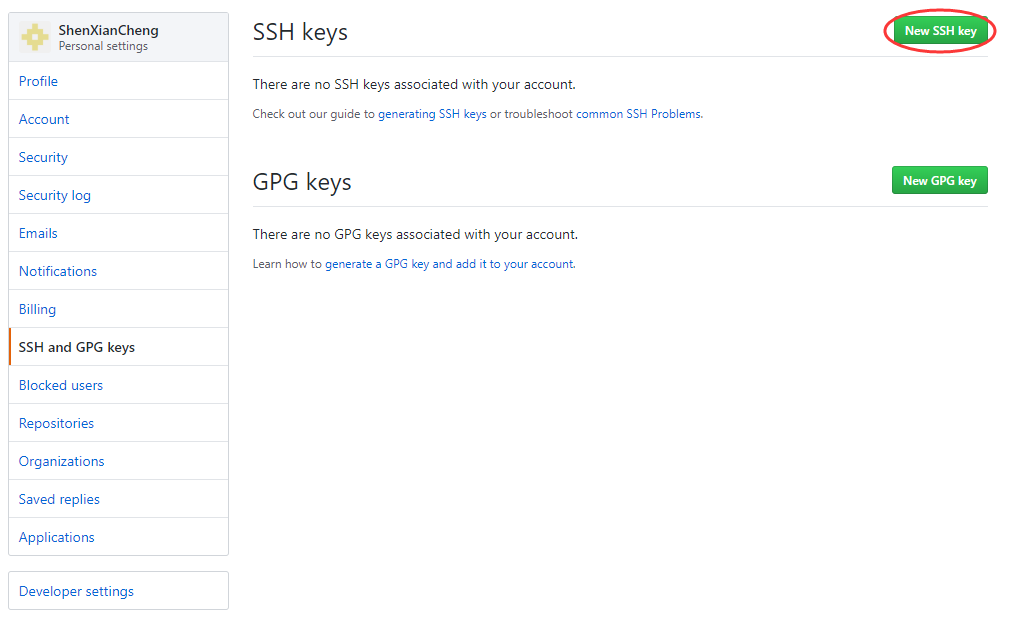 ShenXianCheng
Personal settings
Profile
Account
Security
Security log
Emails
Notifications
Billing
SSH and GPG keys
Blocked users
Repositories
Organizations
Saved replies
Applications
Developer settings
SSH keys
New SSH key
There are no SSH keys associated with your account.
Check out our guide to generating SSH keys or troubleshoot common SSH Problems.
GPG keys
New GPG key
There are no GPG keys associated with your account.
Learn how to generate a GPG key and add it to your account.